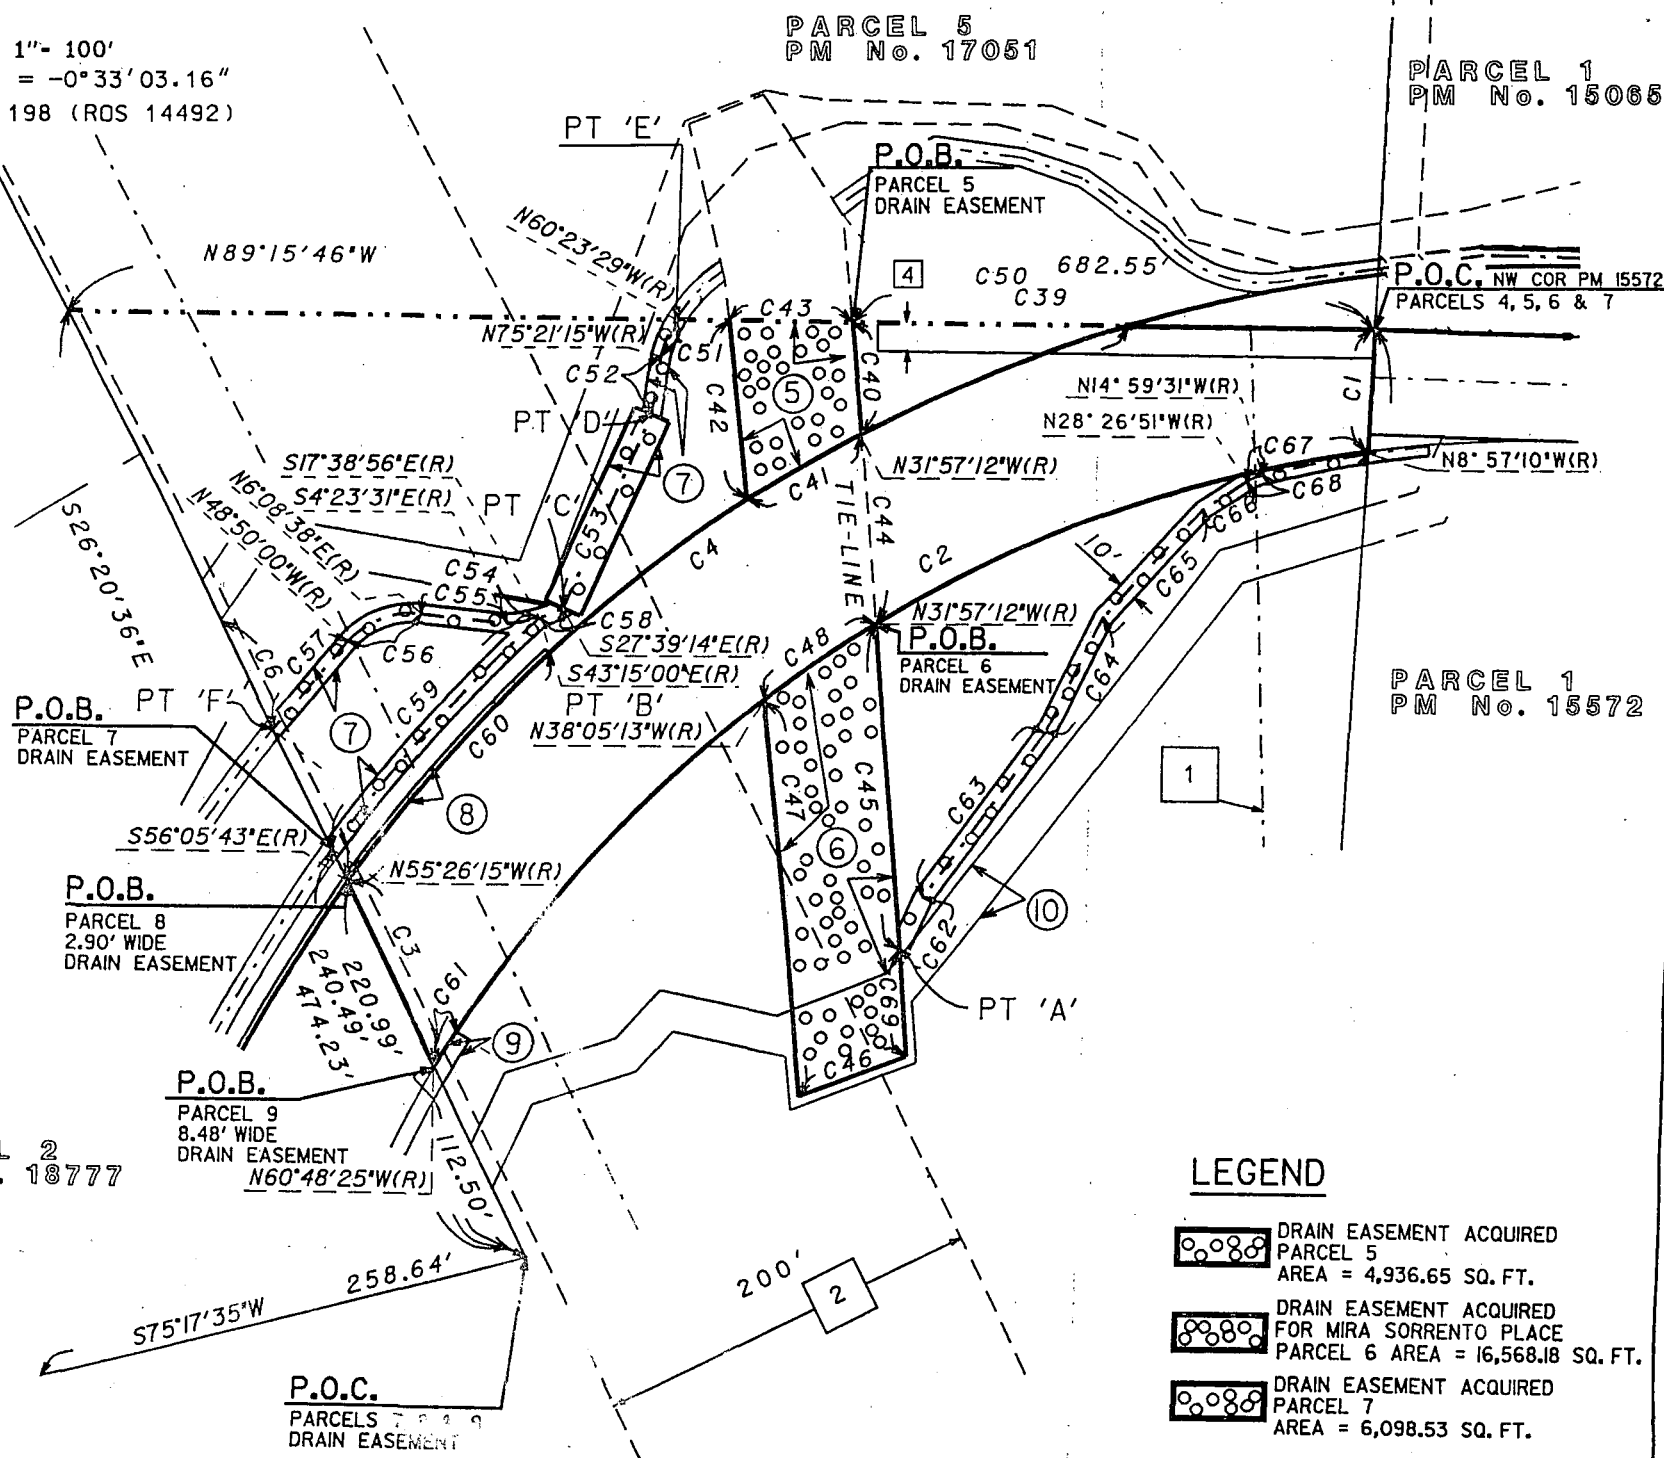 1"- 100'
= -0°33'03.16"
198 (ROS 14492)
PARCEL 5
PM No. 17051
PARCEL 1
PM No. 15065
PT 'E'
P.O.B.
PARCEL 5
DRAIN EASEMENT
N89°15'46"W
N60°23'29"W(R)
4
C50
682.55'
C39
P.O.C. NW COR PM 15572
PARCELS 4, 5, 6 & 7
C43
N75°21'15"W(R)
C51
C52
5
C40
C42
C1
N14°59'31"W(R)
N28°26'51"W(R)
PT 'D'
C67
C68
N8°57'10"W(R)
N31°57'12"W(R)
S17°38'56"E(R)
S4°23'31"E(R)
N6°08'38"E(R)
N48°50'00"W(R)
PT 'C'
7
C41
TIE-LINE
C44
C66
C53
C4
C2
10'
C65
S26°20'36"E
C54
C55
C58
S27°39'14"E(R)
S43°15'00"E(R)
N31°57'12"W(R)
P.O.B.
PARCEL 6
DRAIN EASEMENT
C6
C57
C56
C48
C64
PARCEL 1
PM No. 15572
PT 'F'
P.O.B.
PARCEL 7
DRAIN EASEMENT
7
C59
C60
PT 'B'
N38°05'13"W(R)
1
C47
C45
C63
8
S56°05'43"E(R)
6
N55°26'15"W(R)
P.O.B.
PARCEL 8
2.90' WIDE
DRAIN EASEMENT
10
C3
C62
220.99'
240.49'
474.23'
C61
C69
PT 'A'
9
C46
P.O.B.
PARCEL 9
8.48' WIDE
DRAIN EASEMENT
N60°48'25"W(R)
112.50'
2
18777
258.64'
S75°17'35"W
200'
2
P.O.C.
PARCELS 7
DRAIN EASEMENT
LEGEND
DRAIN EASEMENT ACQUIRED
PARCEL 5
AREA = 4,936.65 SQ. FT.
DRAIN EASEMENT ACQUIRED
FOR MIRA SORRENTO PLACE
PARCEL 6 AREA = 16,568.18 SQ. FT.
DRAIN EASEMENT ACQUIRED
PARCEL 7
AREA = 6,098.53 SQ. FT.